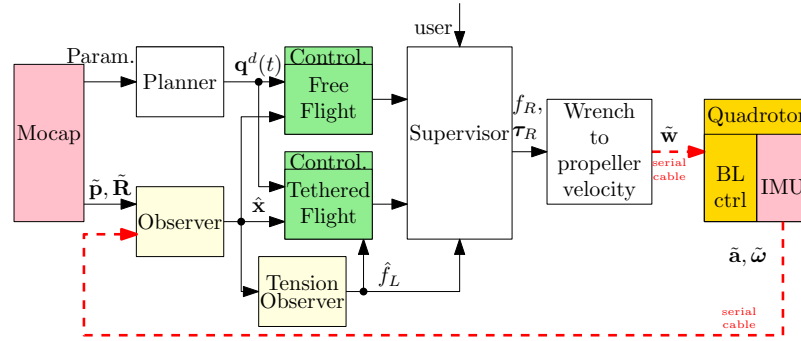 user
Param.
Mocap
Planner
q^d(t)
Control.
Free
Flight
Supervisor
f_R,
τ_R
Wrench
to
propeller
velocity
w̃
serial
cable
Quadrotor
BL
ctrl
IMU
p̃, R̃
Observer
x̂
Control.
Tethered
Flight
Tension
Observer
f̂_L
ã, ω̃
serial
cable